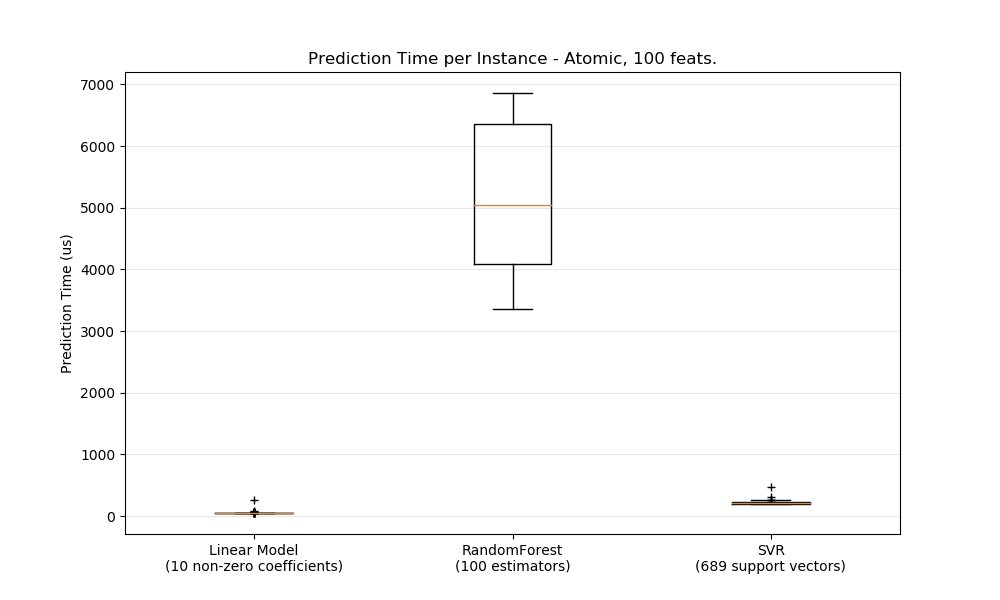 Prediction Time per Instance - Atomic, 100 feats.
Prediction Time (us)
7000
6000
5000
4000
3000
2000
1000
0
Linear Model
(10 non-zero coefficients)
RandomForest
(100 estimators)
SVR
(689 support vectors)